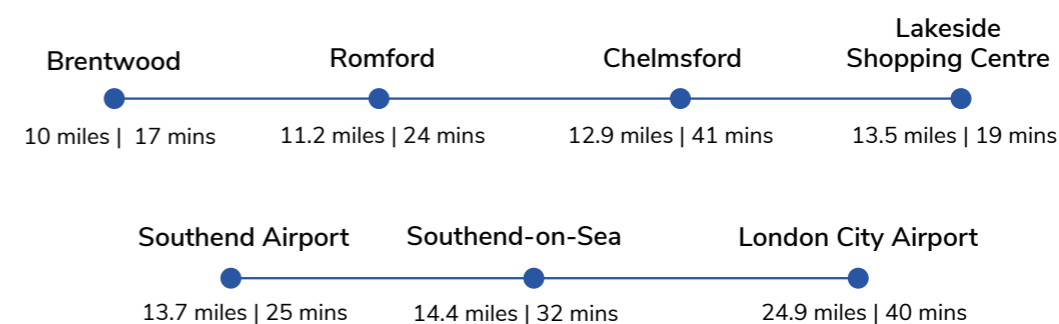 Brentwood
10 miles | 17 mins
Romford
11.2 miles | 24 mins
Chelmsford
12.9 miles | 41 mins
Lakeside
Shopping Centre
13.5 miles | 19 mins
Southend Airport
13.7 miles | 25 mins
Southend-on-Sea
14.4 miles | 32 mins
London City Airport
24.9 miles | 40 mins